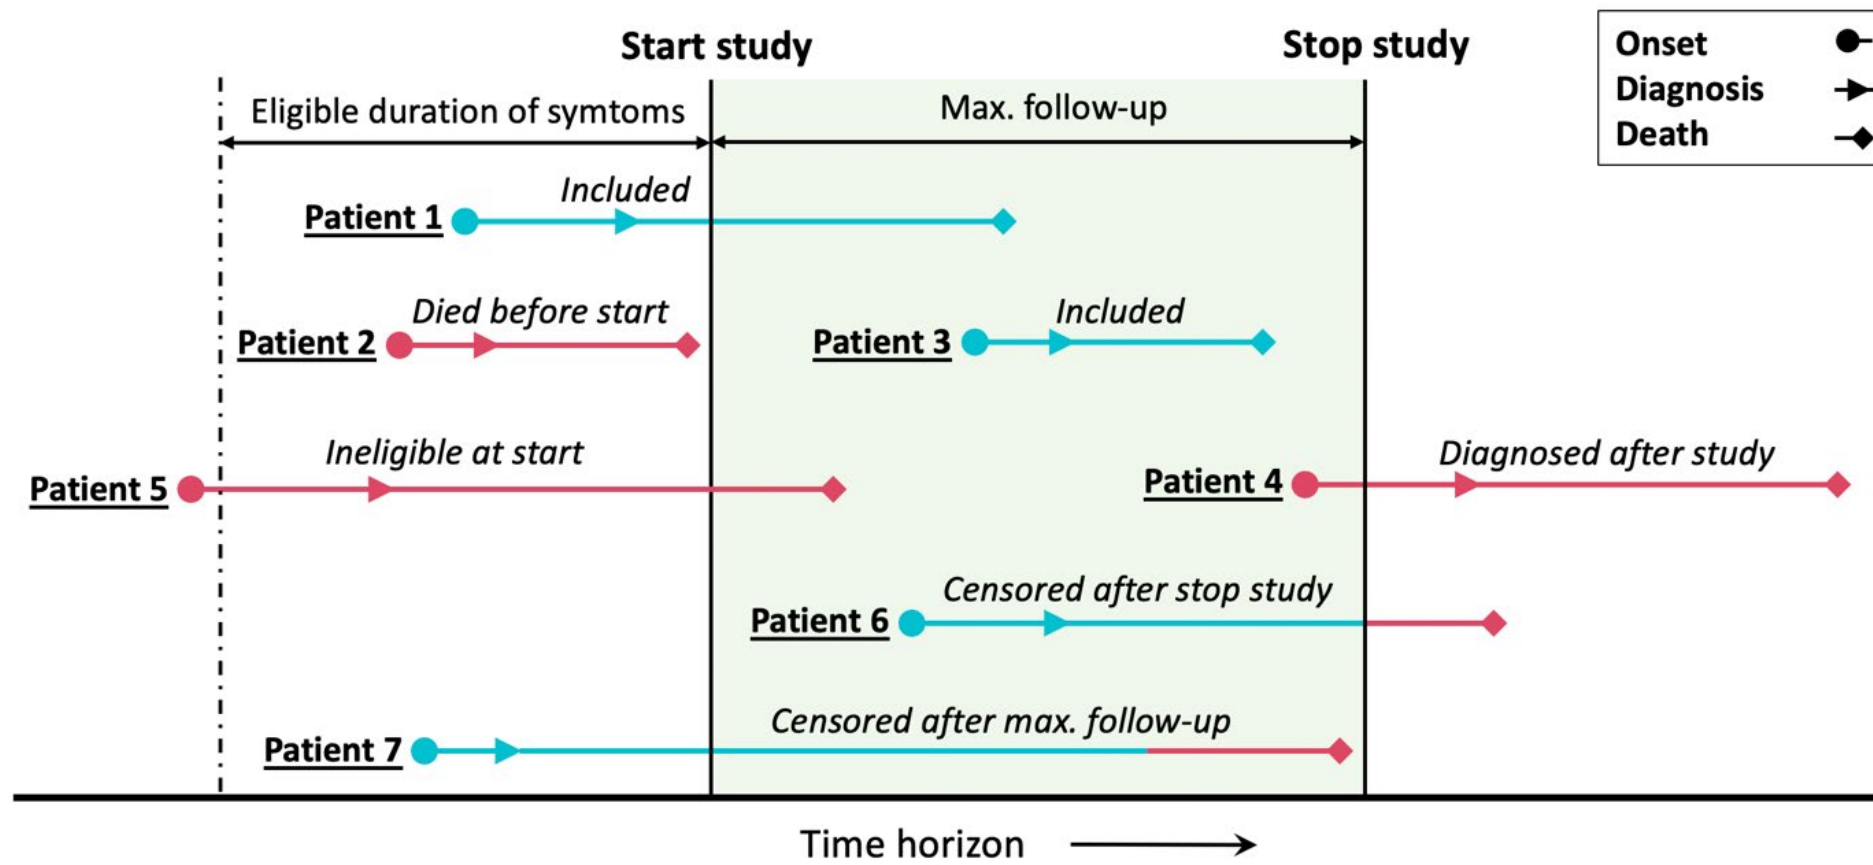 Start study
Stop study
Onset
Diagnosis
Death
Eligible duration of symtoms
Max. follow-up
Included
Patient 1
Died before start
Patient 2
Included
Patient 3
Ineligible at start
Patient 5
Diagnosed after study
Patient 4
Censored after stop study
Patient 6
Censored after max. follow-up
Patient 7
Time horizon